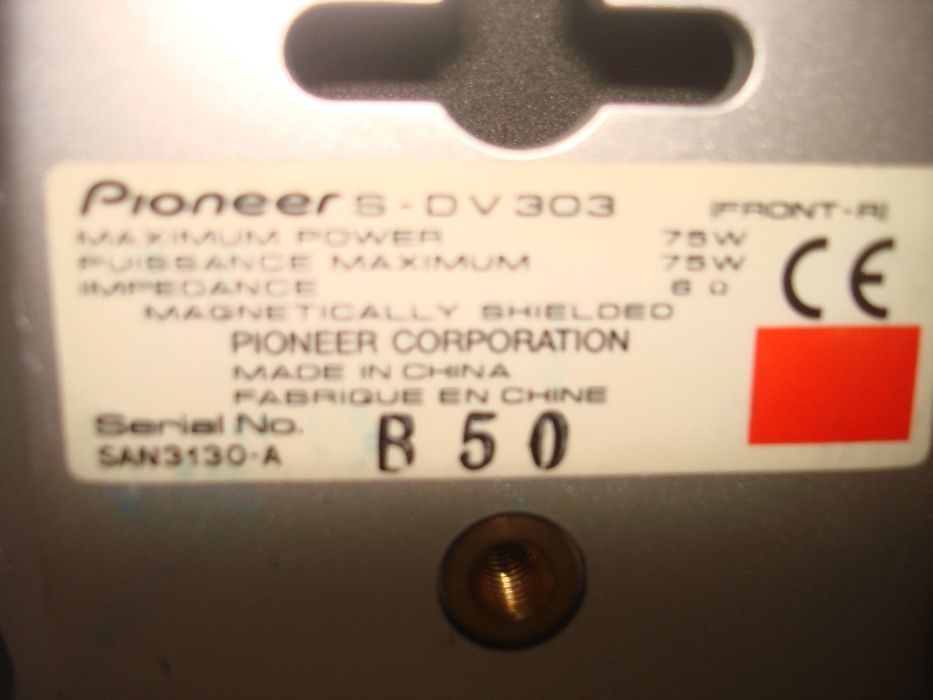 Pioneer S-DV303 (FRONT-R)
MAXIMUM POWER 75W
PUISSANCE MAXIMUM 75W
IMPEDANCE 6 Ω
MAGNETICALLY SHIELDED
CE
PIONEER CORPORATION
MADE IN CHINA
FABRIQUE EN CHINE
Serial No. B 50
SAN3130-A